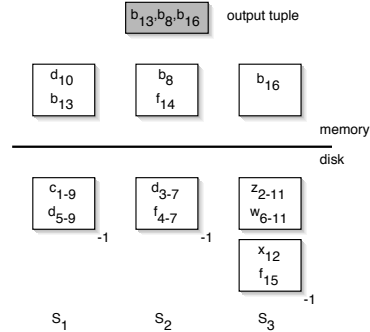 b13,b8,b16 output tuple
d10 b8 b16
b13 f14
memory
disk
c1-9 d3-7 z2-11
d5-9 f4-7 w6-11
-1 -1
x12
f15
-1
S1 S2 S3